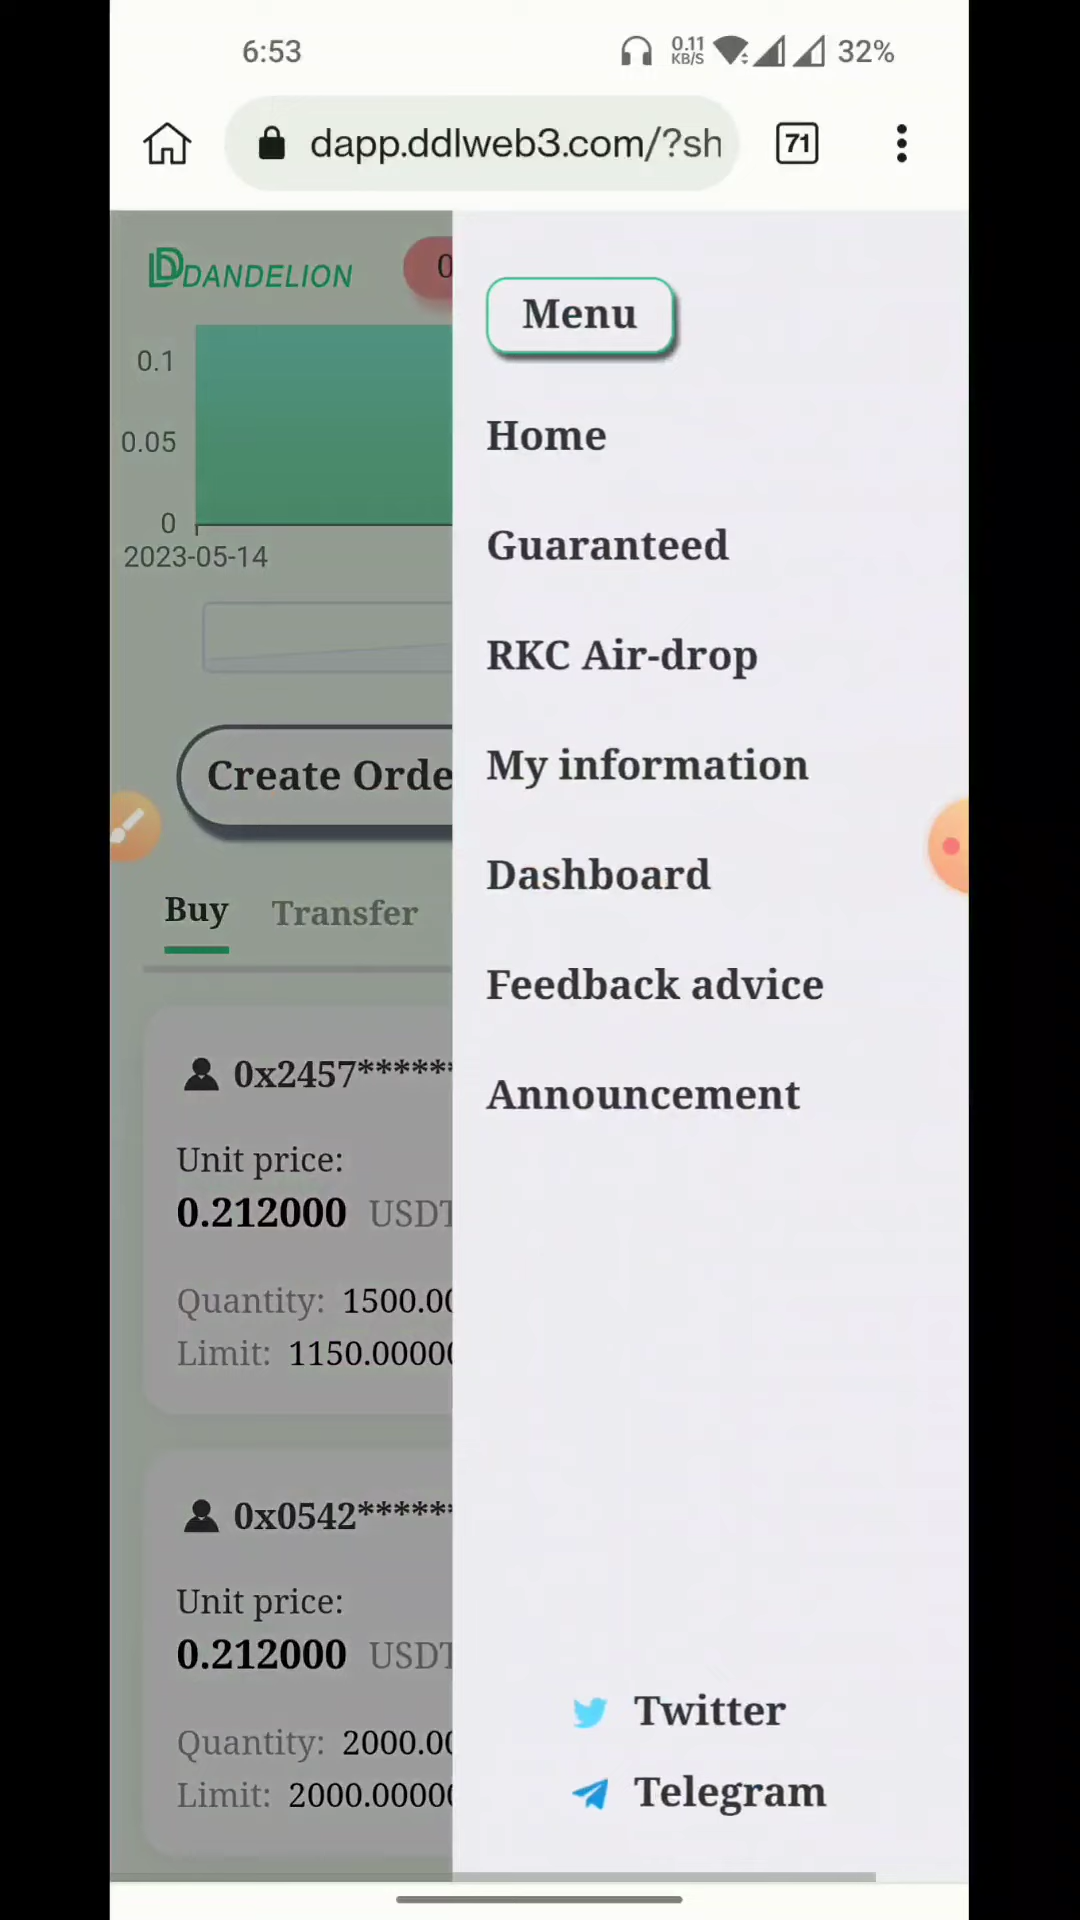 6:53
0.11
KB/S
32%
dapp.ddlweb3.com/?sh
71
DANDELION
0
0.1
0.05
0
2023-05-14
Create Orde
Buy
Transfer
0x2457******
Unit price:
0.212000 USDT
Quantity: 1500.00
Limit: 1150.00000
0x0542******
Unit price:
0.212000 USDT
Quantity: 2000.00
Limit: 2000.00000
Menu
Home
Guaranteed
RKC Air-drop
My information
Dashboard
Feedback advice
Announcement
Twitter
Telegram